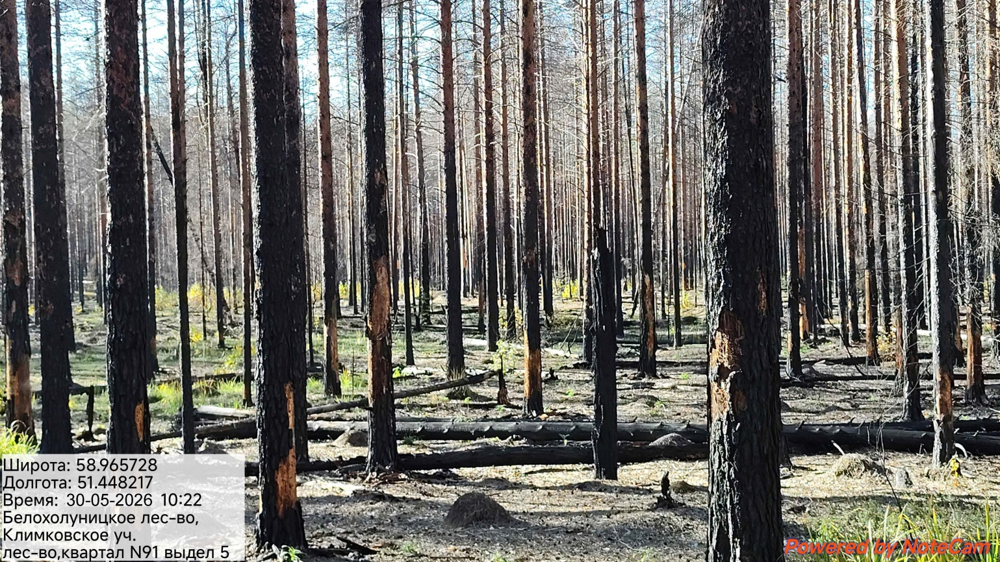 Широта: 58.965728
Долгота: 51.448217
Время: 30-05-2026 10:22
Белохолуницкое лес-во,
Климковское уч.
лес-во,квартал N91 выдел 5
Powered by NoteCam